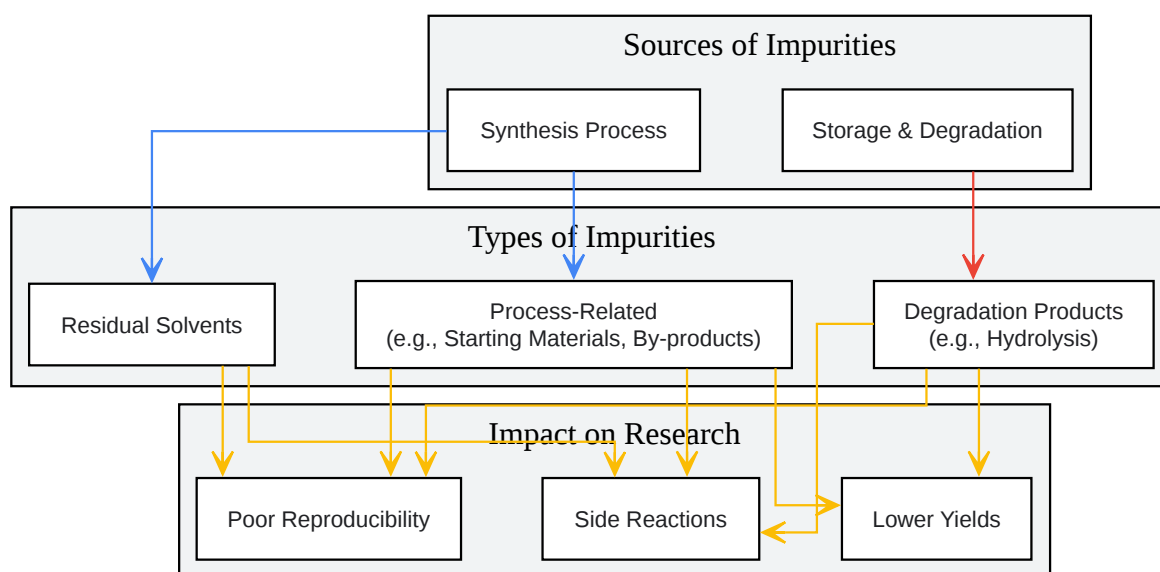 Sources of Impurities
Synthesis Process
Storage & Degradation
Types of Impurities
Residual Solvents
Process-Related
(e.g., Starting Materials, By-products)
Degradation Products
(e.g., Hydrolysis)
Impact on Research
Poor Reproducibility
Side Reactions
Lower Yields